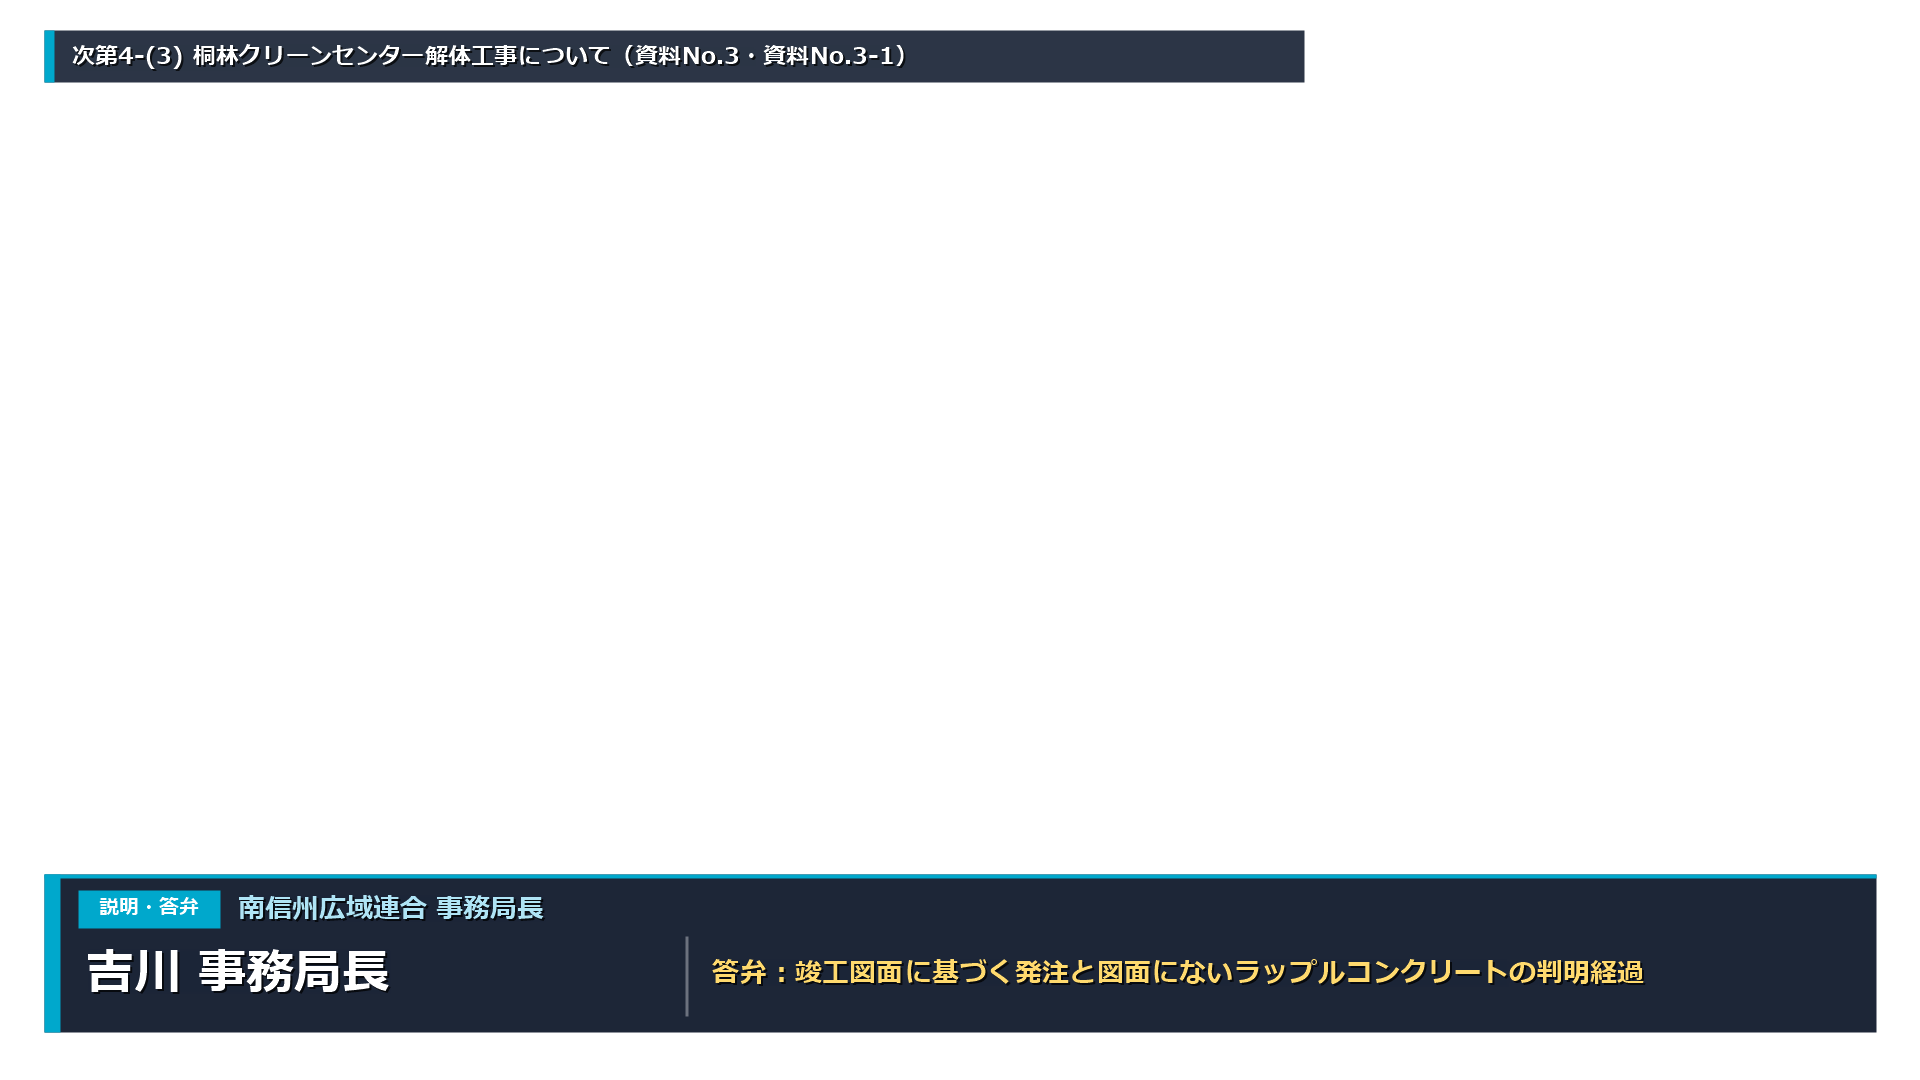 次第4-(3) 桐林クリーンセンター解体工事について（資料No.3・資料No.3-1）
説明・答弁
南信州広域連合 事務局長
吉川 事務局長
答弁：竣工図面に基づく発注と図面にないラップルコンクリートの判明経過